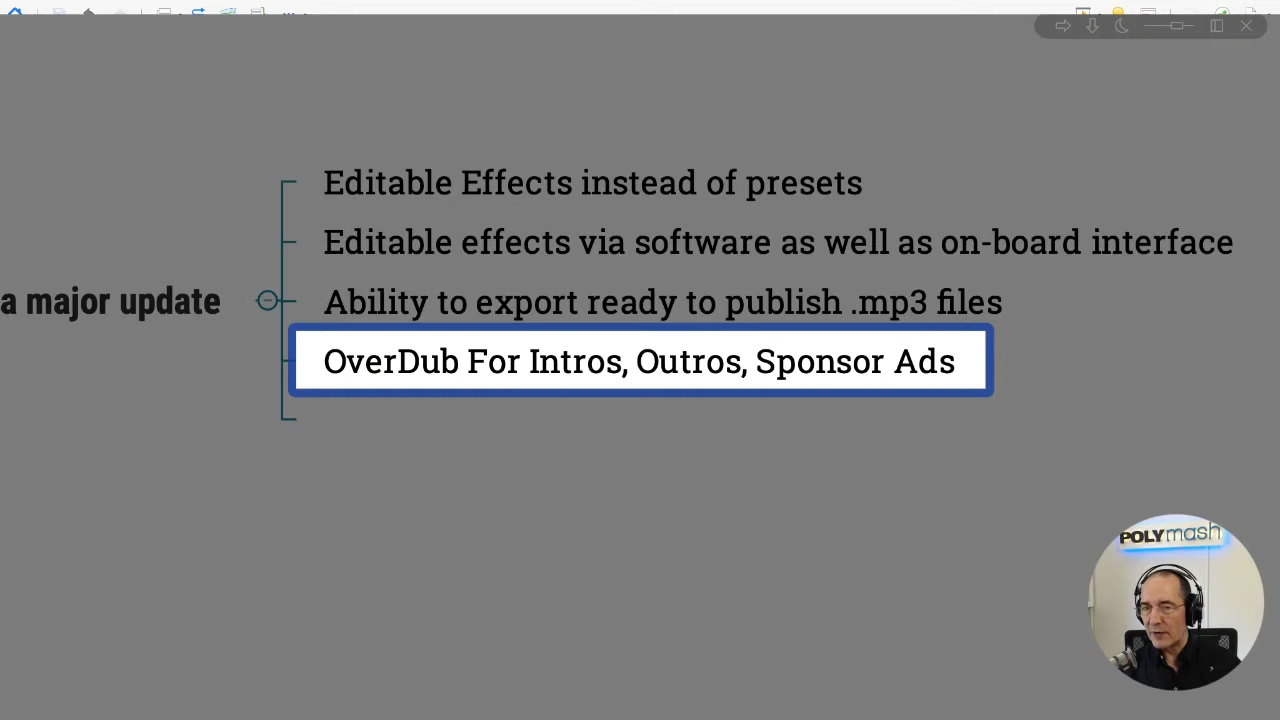 Editable Effects instead of presets
Editable effects via software as well as on-board interface
a major update
Ability to export ready to publish .mp3 files
OverDub For Intros, Outros, Sponsor Ads
POLYmash